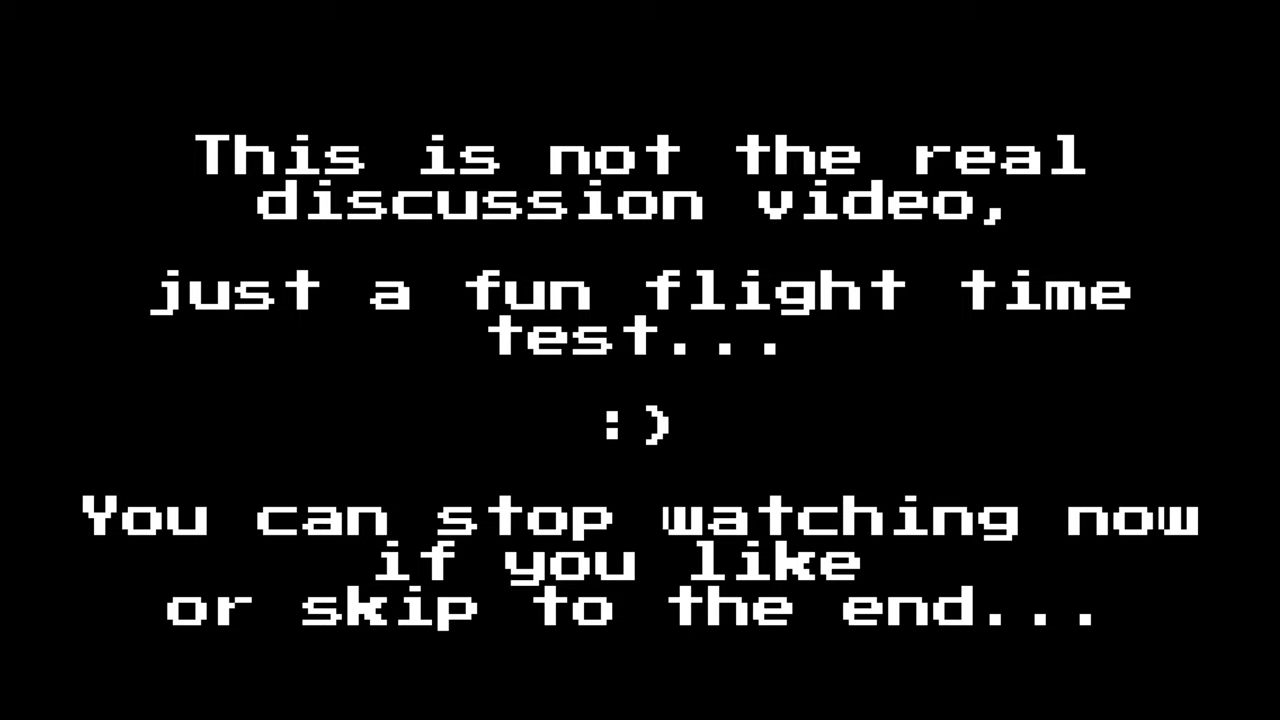 This is not the real
discussion video,
just a fun flight time
test...
:)
You can stop watching now
if you like
or skip to the end...